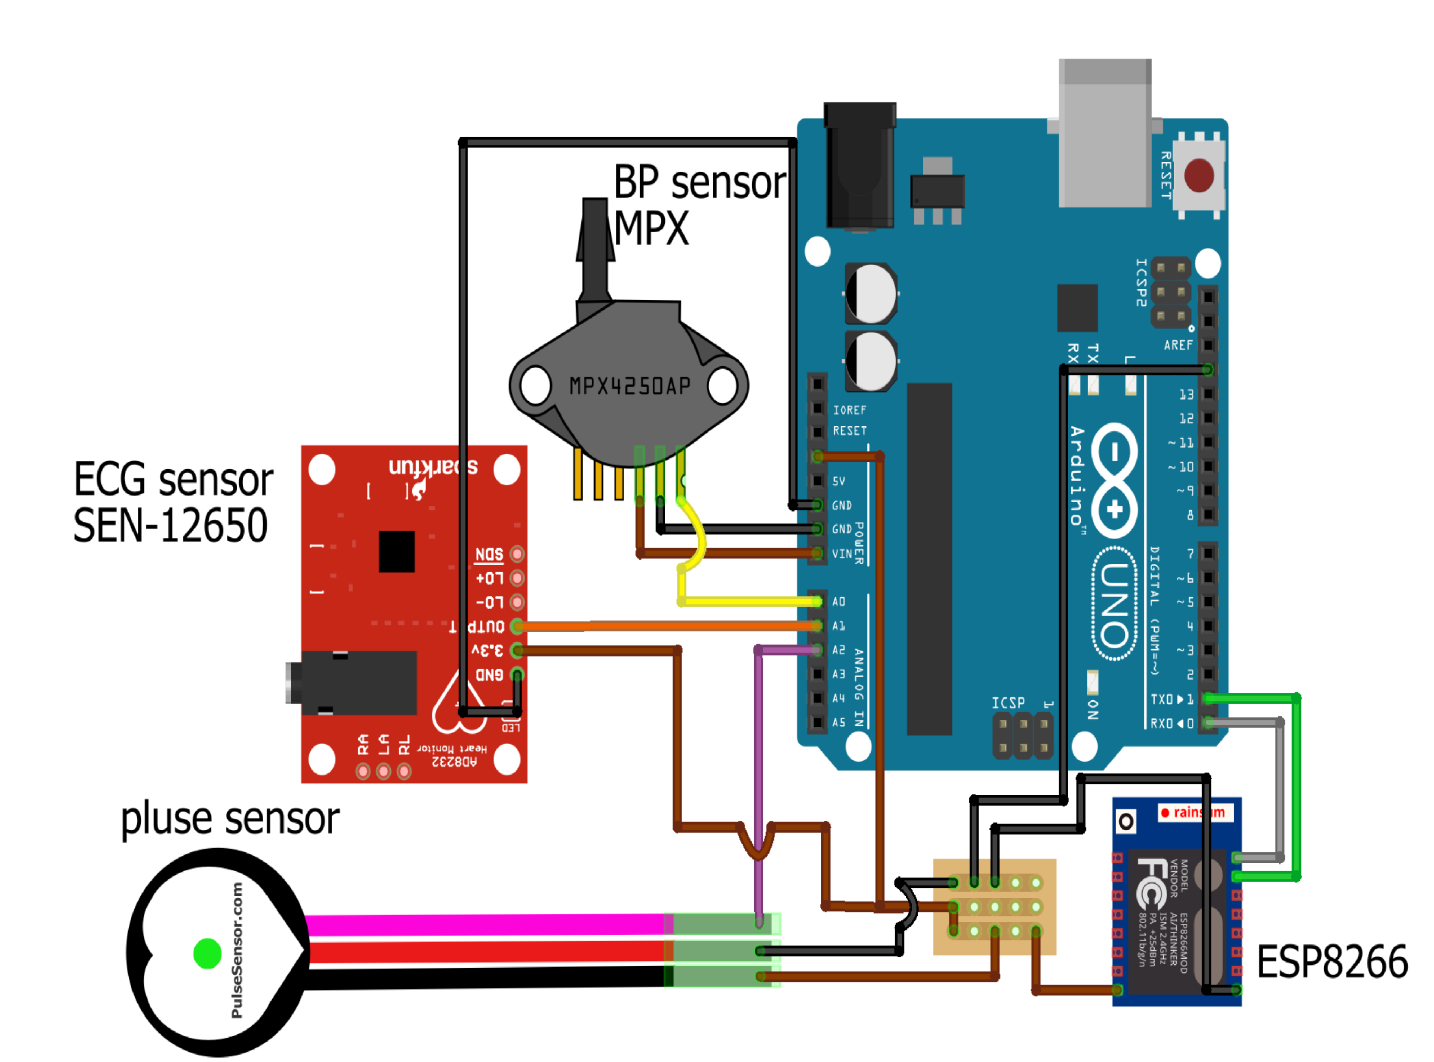 BP sensor
MPX
MPX4250AP
ECG sensor
SEN-12650
sparkfun
SDN
LO+
LO-
OUTPUT
3.3v
GND
LED
RA
LA
RL
Heart Monitor
AD8232
pluse sensor
PulseSensor.com
RESET
ICSP2
AREF
TX
RX
L
IOREF
RESET
5V
GND
GND
VIN
POWER
A0
A1
A2
A3
A4
A5
ANALOG IN
Arduino™
UNO
13
12
~11
~10
~9
8
7
~6
~5
4
~3
2
TX0▶1
RX0◀0
DIGITAL (PWM=~)
ON
ICSP
1
rainsun
FC
MODEL
VENDOR
ESP8266MOD
AI/THINKER
ISM 2.4GHz
PA +25dBm
802.11b/g/n
ESP8266